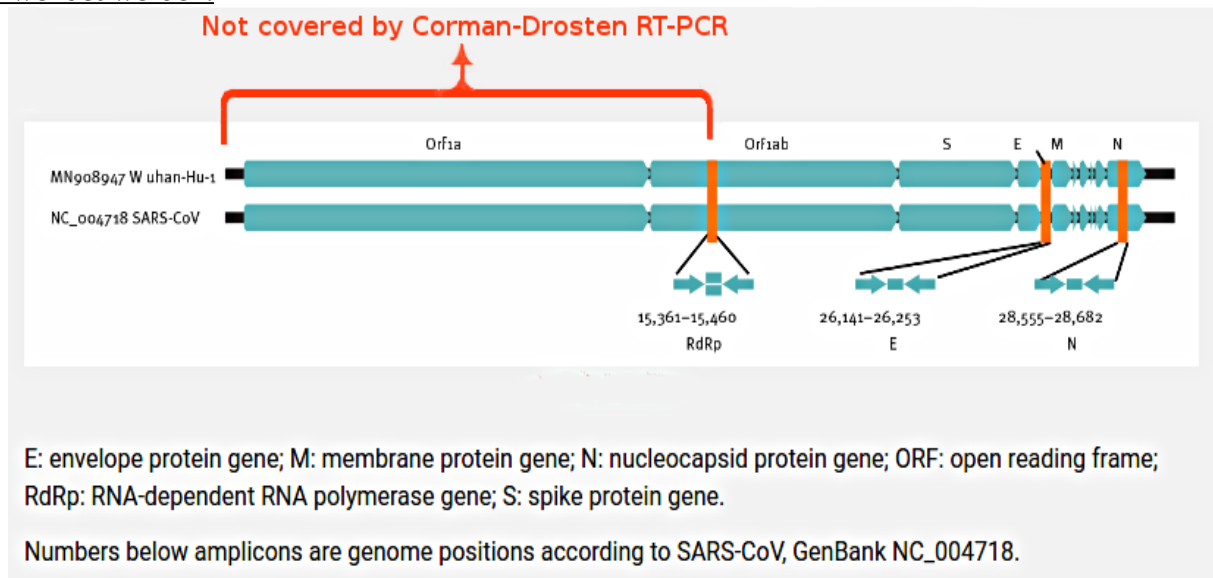 Not covered by Corman-Drosten RT-PCR
Orf1a Orf1ab S E M N
MN908947 W uhan-Hu-1
NC_004718 SARS-CoV
15,361–15,460 26,141–26,253 28,555–28,682
RdRp E N
E: envelope protein gene; M: membrane protein gene; N: nucleocapsid protein gene; ORF: open reading frame;
RdRp: RNA-dependent RNA polymerase gene; S: spike protein gene.
Numbers below amplicons are genome positions according to SARS-CoV, GenBank NC_004718.